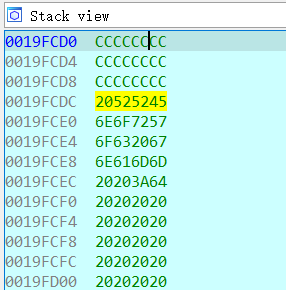 Stack view
0019FCD0 CCCCCCCC
0019FCD4 CCCCCCCC
0019FCD8 CCCCCCCC
0019FCDC 20525245
0019FCE0 6E6F7257
0019FCE4 6F632067
0019FCE8 6E616D6D
0019FCEC 20203A64
0019FCF0 20202020
0019FCF4 20202020
0019FCF8 20202020
0019FCFC 20202020
0019FD00 20202020